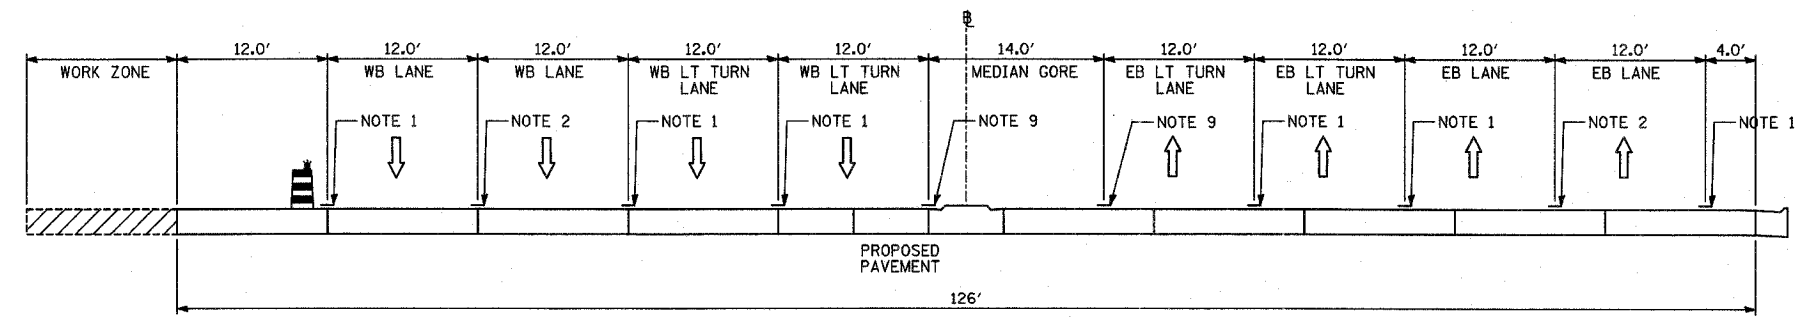 ℄
12.0' 12.0' 12.0' 12.0' 12.0' 14.0' 12.0' 12.0' 12.0' 12.0' 4.0'
WORK ZONE WB LANE WB LANE WB LT TURN LANE WB LT TURN LANE MEDIAN GORE EB LT TURN LANE EB LT TURN LANE EB LANE EB LANE
NOTE 1 NOTE 2 NOTE 1 NOTE 1 NOTE 9 NOTE 9 NOTE 1 NOTE 1 NOTE 2 NOTE 1
PROPOSED
PAVEMENT
126'